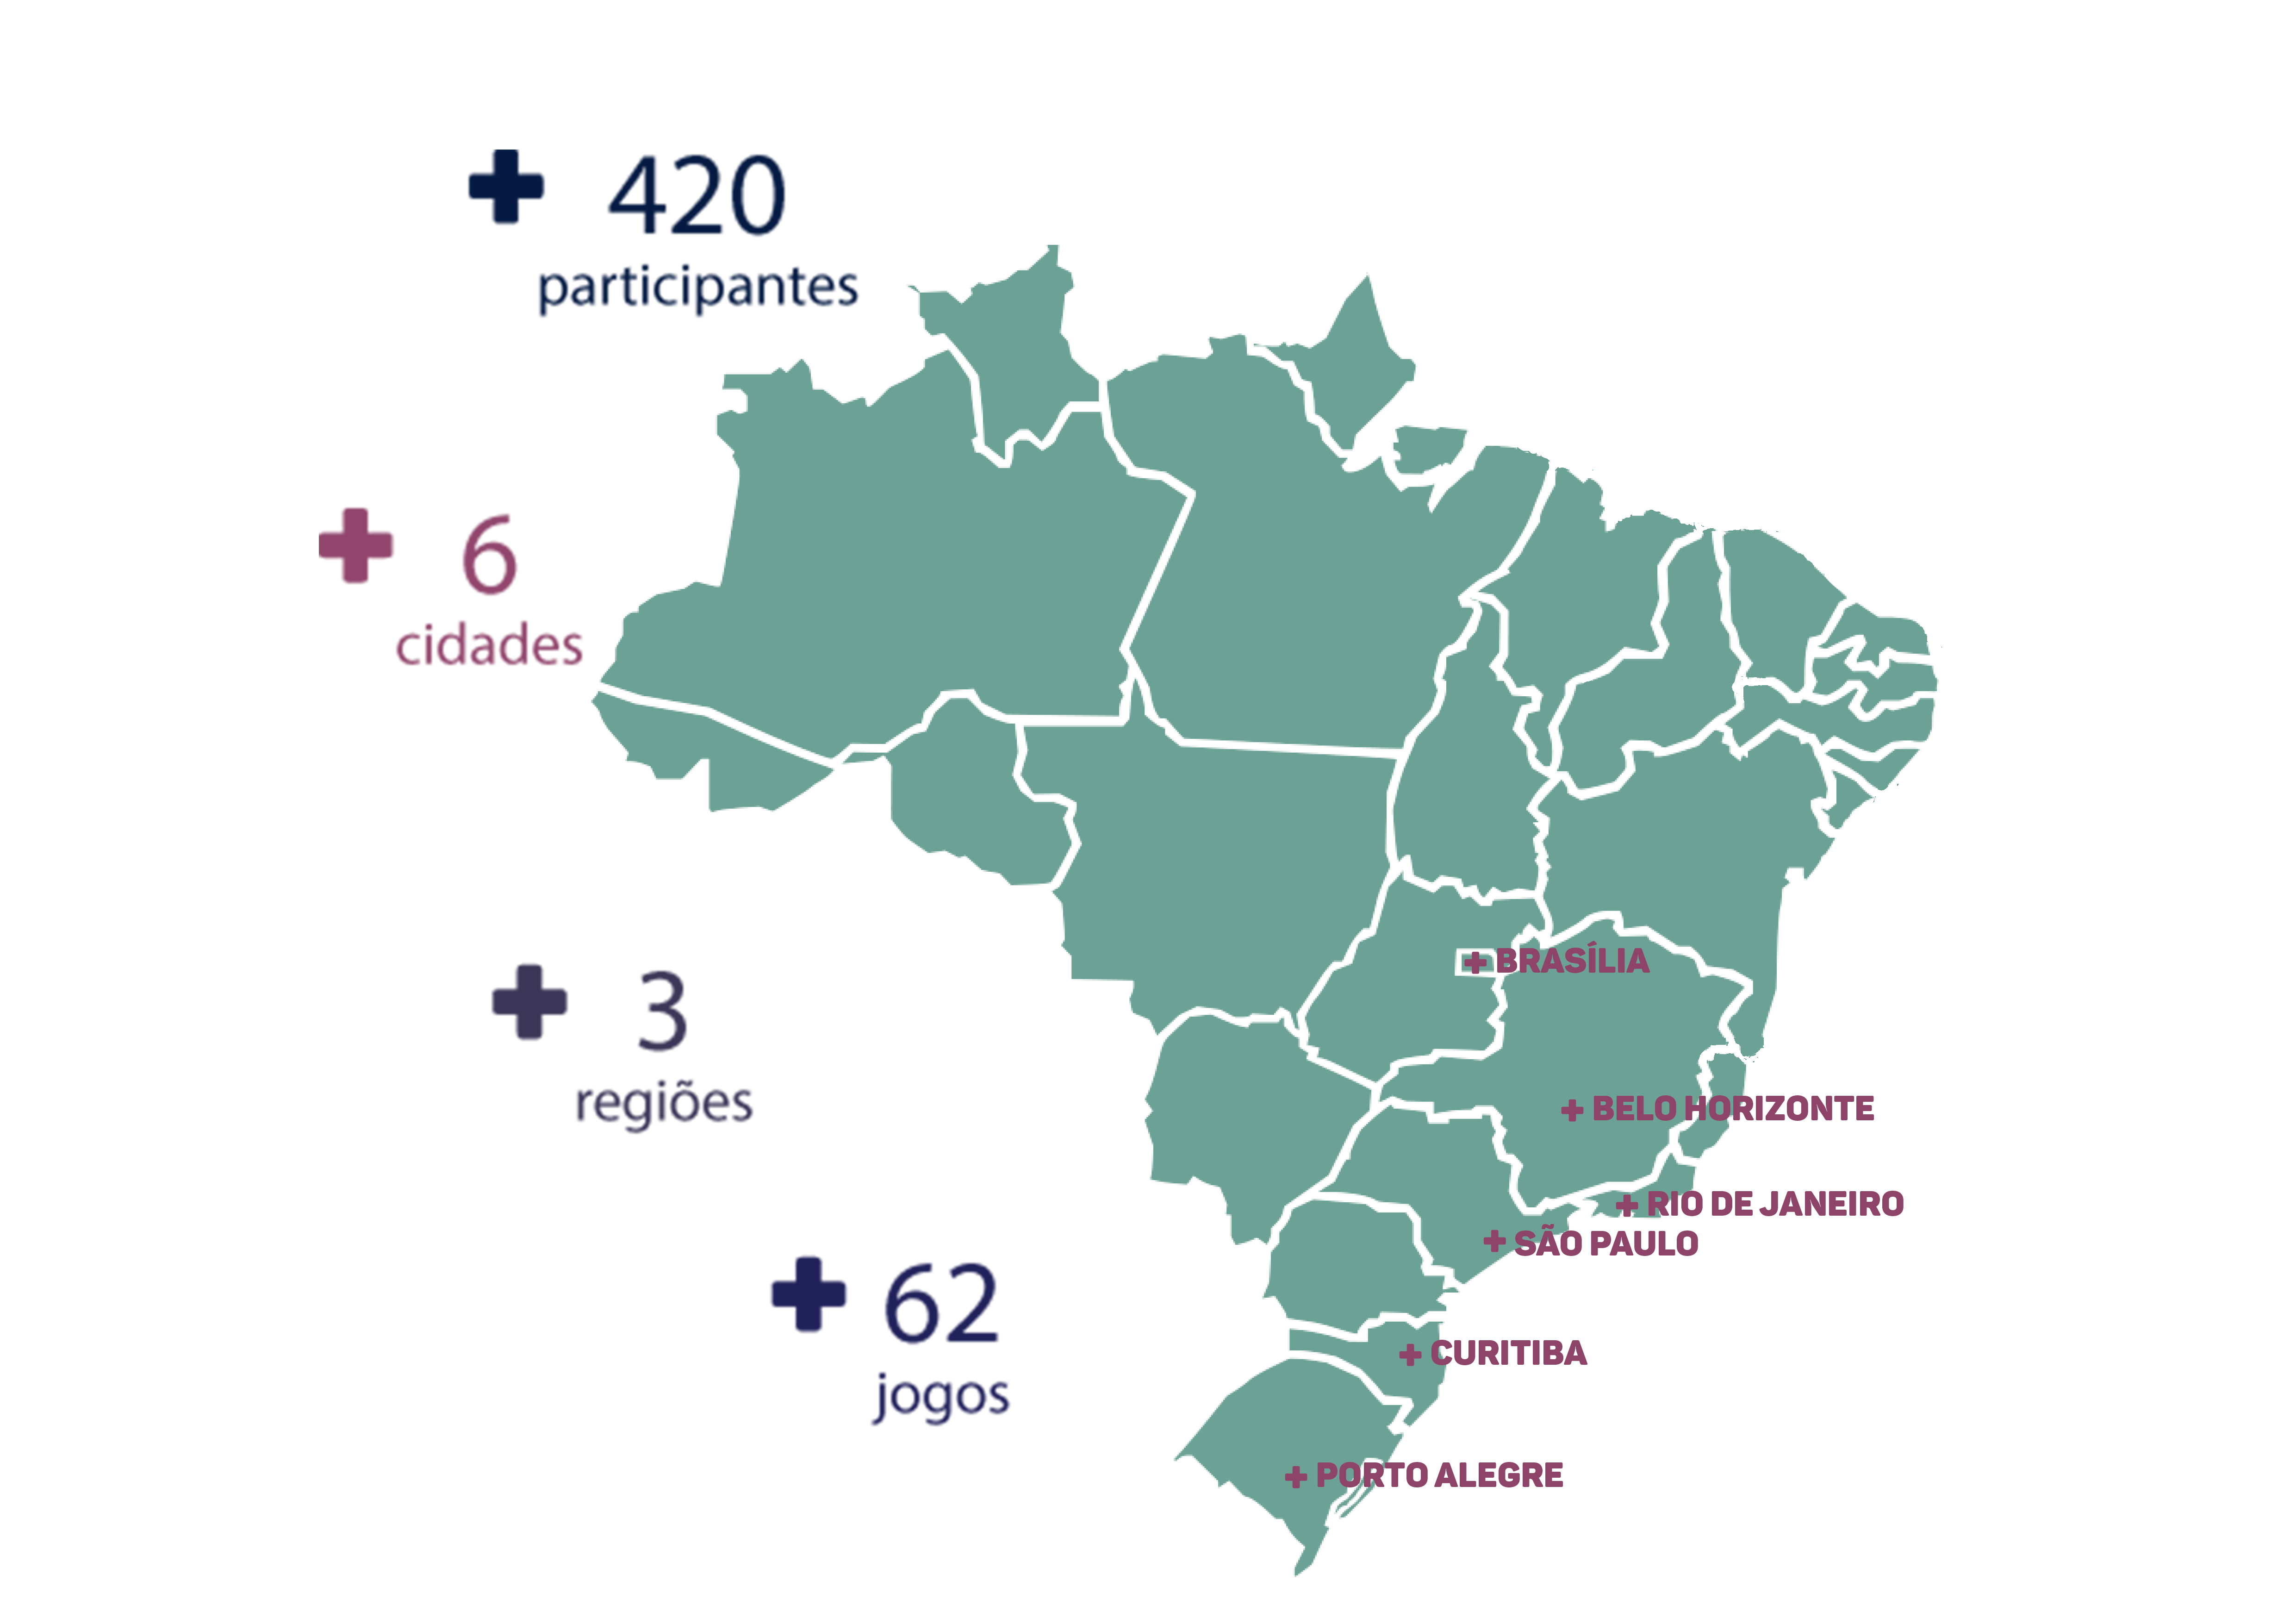 + 420
participantes
+ 6
cidades
+ 3
regiões
+ 62
jogos
+ BRASÍLIA
+ BELO HORIZONTE
+ RIO DE JANEIRO
+ SÃO PAULO
+ CURITIBA
+ PORTO ALEGRE